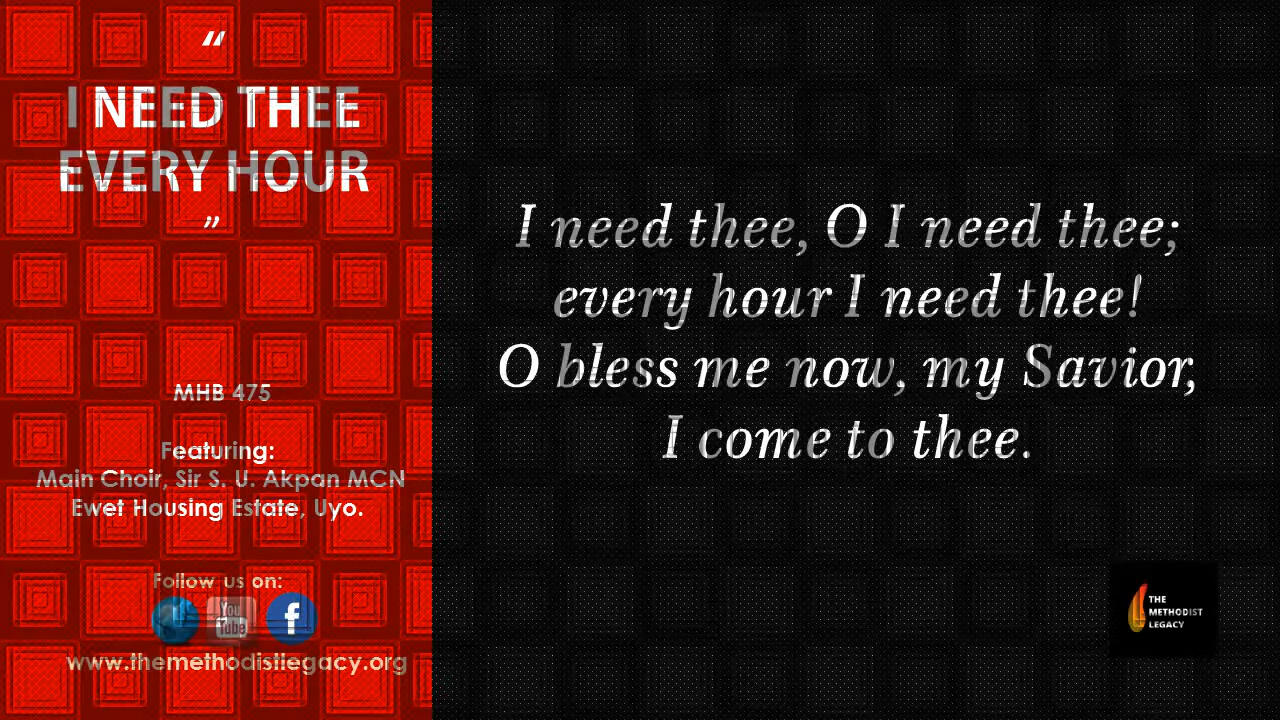 “
I NEED THEE
EVERY HOUR
”
MHB 475
Featuring:
Main Choir, Sir S. U. Akpan MCN
Ewet Housing Estate, Uyo.
Follow us on:
You
Tube
f
www.themethodistlegacy.org
I need thee, O I need thee;
every hour I need thee!
O bless me now, my Savior,
I come to thee.
THE
METHODIST
LEGACY